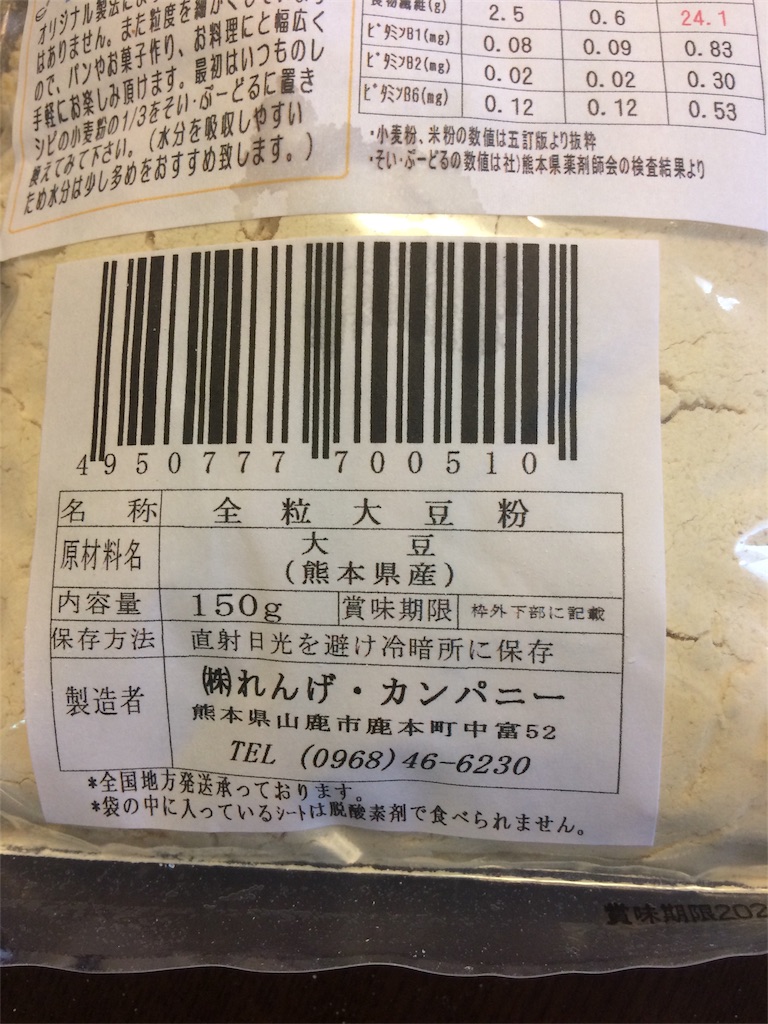 オリジナル製法に
はありません。また粒度を細かく
ので、パンやお菓子作り、お料理にと幅広く
手軽にお楽しみ頂けます。最初はいつものレ
シピの小麦粉の1/3をそい・ぷーどるに置き
換えてみて下さい。(水分を吸収しやすい
ため水分は少し多めをおすすめ致します。)
食物繊維(g) 2.5 0.6 24.1
ビタミンB1(mg) 0.08 0.09 0.83
ビタミンB2(mg) 0.02 0.02 0.30
ビタミンB6(mg) 0.12 0.12 0.53
・小麦粉、米粉の数値は五訂版より抜粋
・そい・ぷーどるの数値は社)熊本県薬剤師会の検査結果より
4950777 700510
名称 全粒大豆粉
原材料名 大豆
(熊本県産)
内容量 150g 賞味期限 枠外下部に記載
保存方法 直射日光を避け冷暗所に保存
製造者 ㈱れんげ・カンパニー
熊本県山鹿市鹿本町中富52
TEL (0968)46-6230
*全国地方発送承っております。
*袋の中に入っているシートは脱酸素剤で食べられません。
賞味期限202